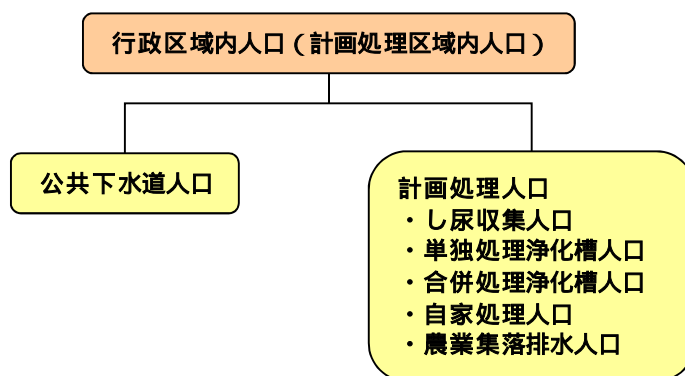 行政区域内人口（計画処理区域内人口）
公共下水道人口
計画処理人口
・し尿収集人口
・単独処理浄化槽人口
・合併処理浄化槽人口
・自家処理人口
・農業集落排水人口